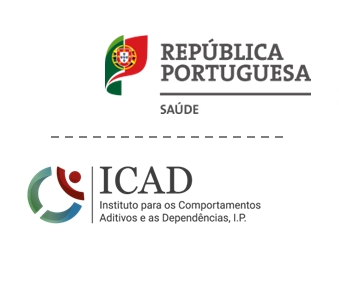 REPÚBLICA
PORTUGUESA
SAÚDE
ICAD
Instituto para os Comportamentos
Aditivos e as Dependências, I.P.